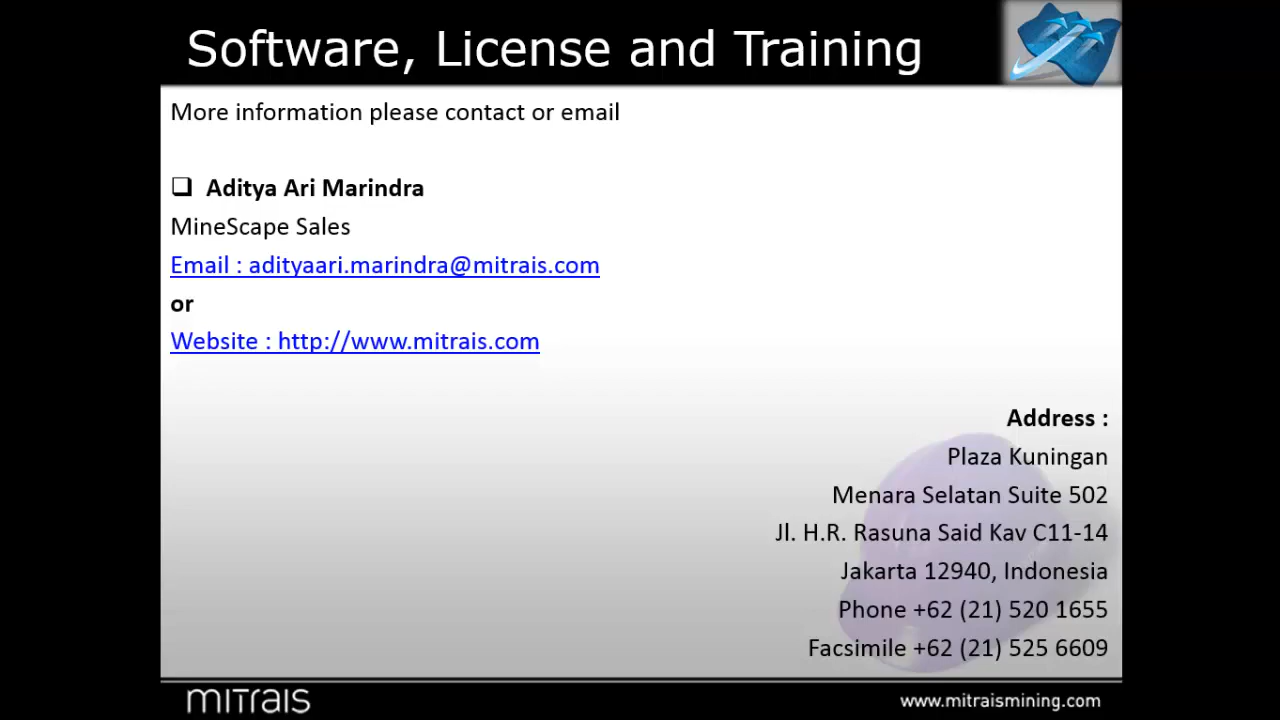 Software, License and Training
More information please contact or email
❑ Aditya Ari Marindra
MineScape Sales
Email : adityaari.marindra@mitrais.com
or
Website : http://www.mitrais.com
Address :
Plaza Kuningan
Menara Selatan Suite 502
Jl. H.R. Rasuna Said Kav C11-14
Jakarta 12940, Indonesia
Phone +62 (21) 520 1655
Facsimile +62 (21) 525 6609
mitrais
www.mitraismining.com